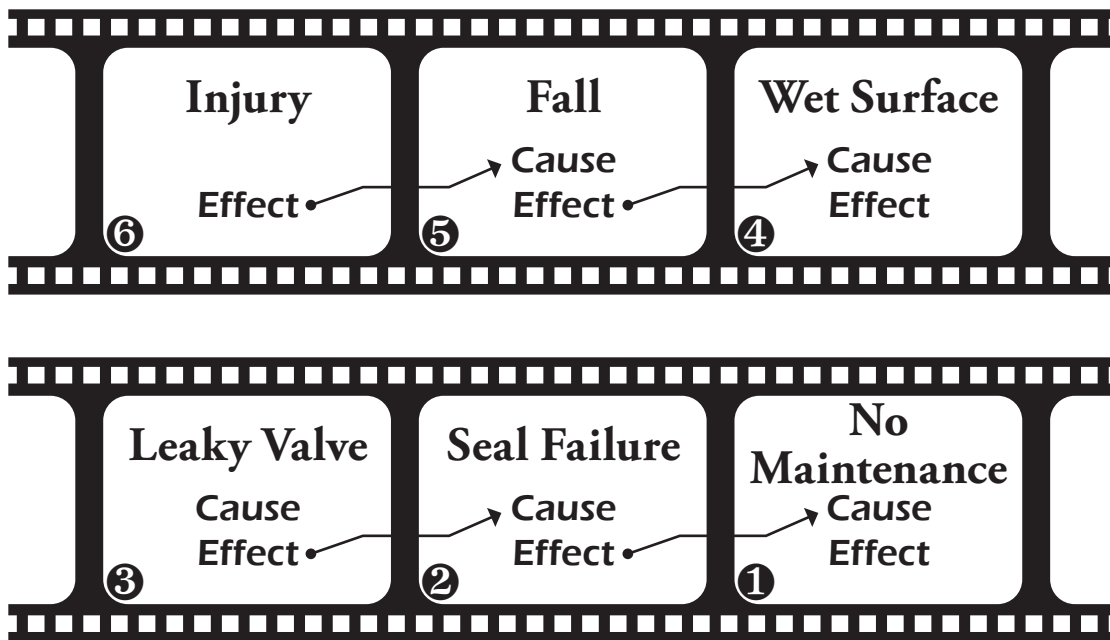 Injury
Effect
6
Fall
Cause
Effect
5
Wet Surface
Cause
Effect
4
Leaky Valve
Cause
Effect
3
Seal Failure
Cause
Effect
2
No
Maintenance
Cause
Effect
1